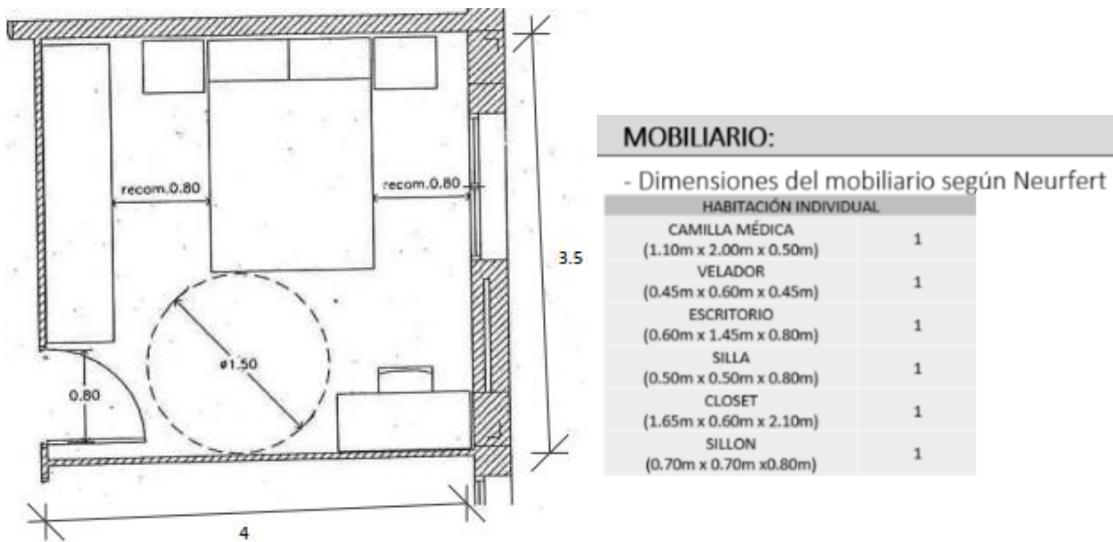 recom.0.80
recom.0.80
ø1.50
0.80
3.5
4
MOBILIARIO:
- Dimensiones del mobiliario según Neurfert
HABITACIÓN INDIVIDUAL
CAMILLA MÉDICA
(1.10m x 2.00m x 0.50m)
1
VELADOR
(0.45m x 0.60m x 0.45m)
1
ESCRITORIO
(0.60m x 1.45m x 0.80m)
1
SILLA
(0.50m x 0.50m x 0.80m)
1
CLOSET
(1.65m x 0.60m x 2.10m)
1
SILLON
(0.70m x 0.70m x0.80m)
1